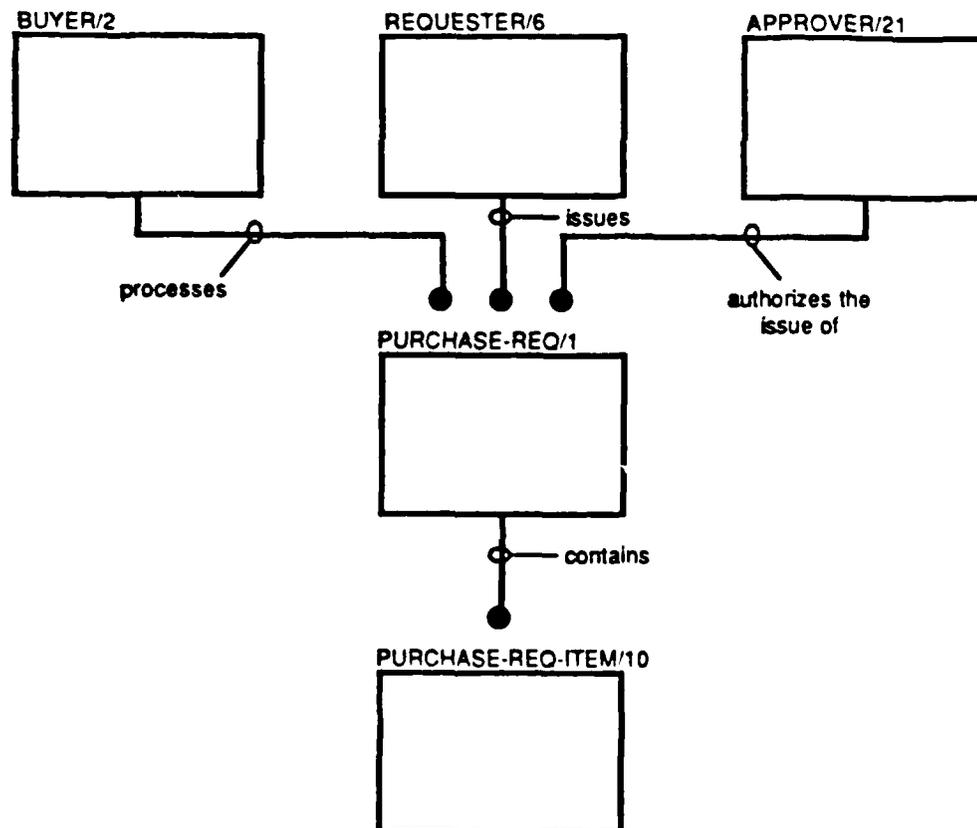 BUYER/2
REQUESTER/6
APPROVER/21
issues
processes
authorizes the
issue of
PURCHASE-REQ/1
contains
PURCHASE-REQ-ITEM/10